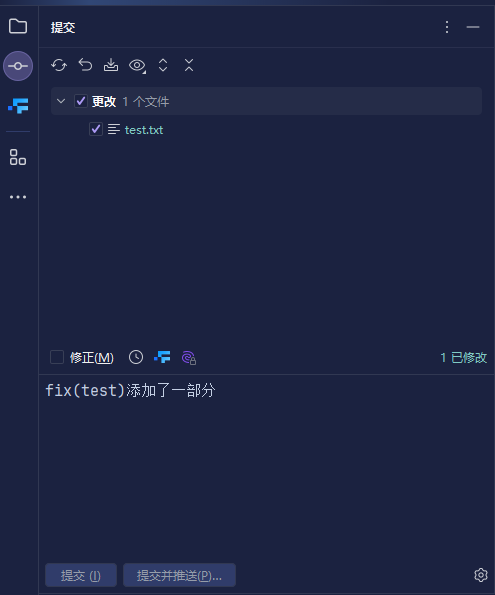 提交
更改 1 个文件
test.txt
修正(M) 1 已修改
fix(test)添加了一部分
提交 (I) 提交并推送(P)...